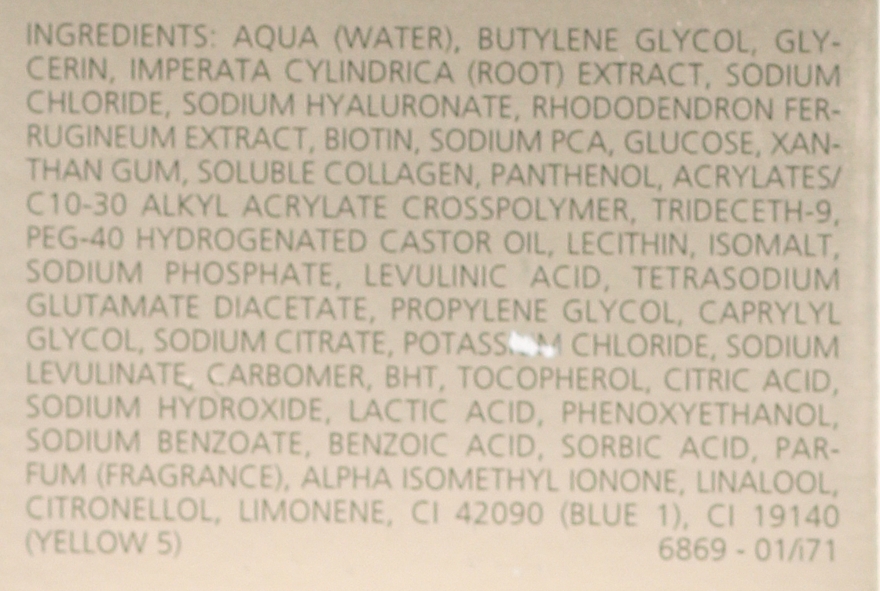 INGREDIENTS: AQUA (WATER), BUTYLENE GLYCOL, GLY-
CERIN, IMPERATA CYLINDRICA (ROOT) EXTRACT, SODIUM
CHLORIDE, SODIUM HYALURONATE, RHODODENDRON FER-
RUGINEUM EXTRACT, BIOTIN, SODIUM PCA, GLUCOSE, XAN-
THAN GUM, SOLUBLE COLLAGEN, PANTHENOL, ACRYLATES/
C10-30 ALKYL ACRYLATE CROSSPOLYMER, TRIDECETH-9,
PEG-40 HYDROGENATED CASTOR OIL, LECITHIN, ISOMALT,
SODIUM PHOSPHATE, LEVULINIC ACID, TETRASODIUM
GLUTAMATE DIACETATE, PROPYLENE GLYCOL, CAPRYLYL
GLYCOL, SODIUM CITRATE, POTASSIUM CHLORIDE, SODIUM
LEVULINATE, CARBOMER, BHT, TOCOPHEROL, CITRIC ACID,
SODIUM HYDROXIDE, LACTIC ACID, PHENOXYETHANOL,
SODIUM BENZOATE, BENZOIC ACID, SORBIC ACID, PAR-
FUM (FRAGRANCE), ALPHA ISOMETHYL IONONE, LINALOOL,
CITRONELLOL, LIMONENE, CI 42090 (BLUE 1), CI 19140
(YELLOW 5) 6869 - 01/i71